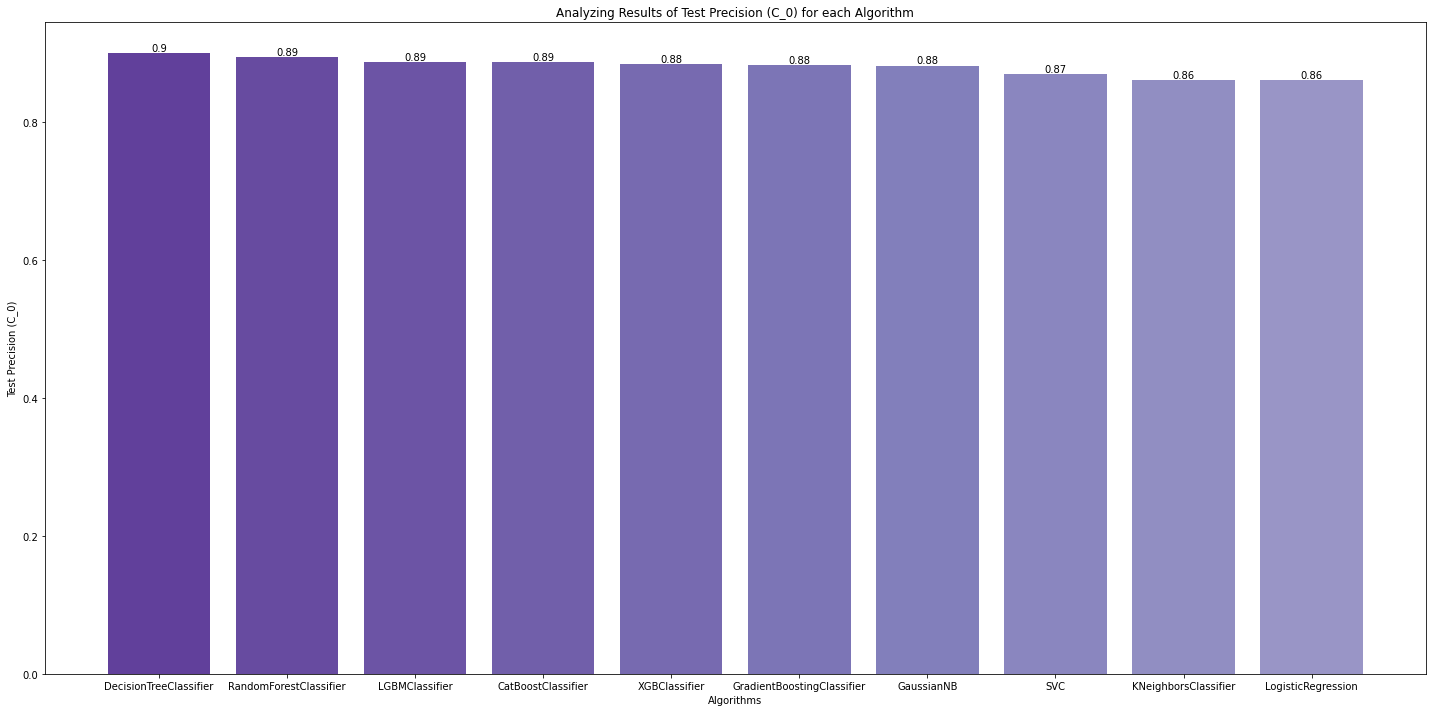 Analyzing Results of Test Precision (C_0) for each Algorithm
0.9 0.89 0.89 0.89 0.88 0.88 0.88 0.87 0.86 0.86
0.8
0.6
0.4
0.2
0.0
Test Precision (C_0)
DecisionTreeClassifier RandomForestClassifier LGBMClassifier CatBoostClassifier XGBClassifier GradientBoostingClassifier GaussianNB SVC KNeighborsClassifier LogisticRegression
Algorithms